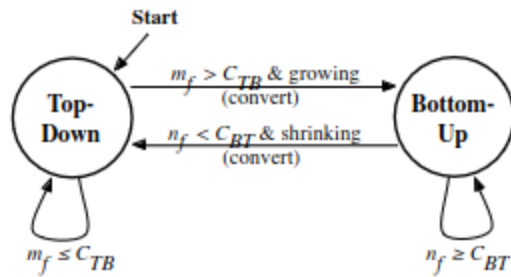 Start
m_f > C_TB & growing
(convert)
Top-
Down
Bottom-
Up
n_f < C_BT & shrinking
(convert)
m_f ≤ C_TB
n_f ≥ C_BT